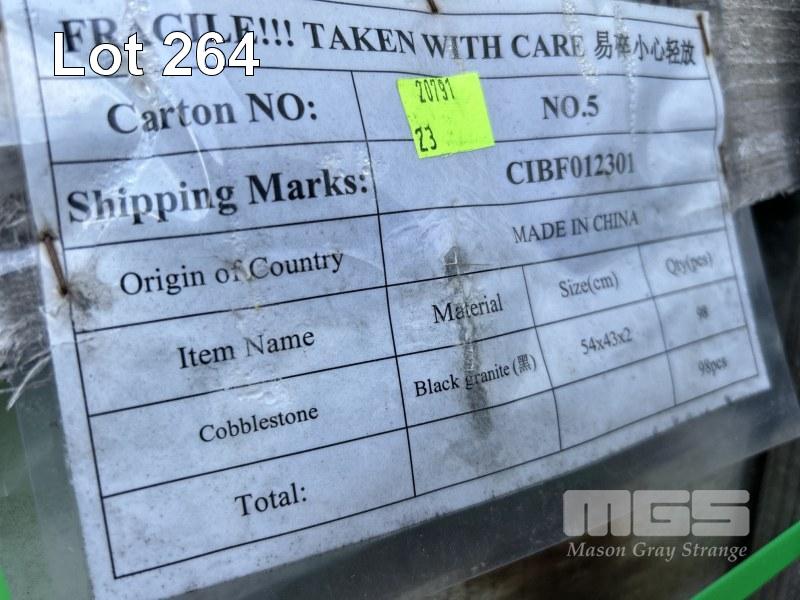 FRAGILE!!! TAKEN WITH CARE 易碎小心轻放
Lot 264
Carton NO: NO.5
20791
23
Shipping Marks: CIBF012301
Origin of Country MADE IN CHINA
Item Name Material Size(cm) Qty(pcs)
Cobblestone Black granite (黑) 54x43x2 98
Total: 98pcs
MGS
Mason Gray Strange